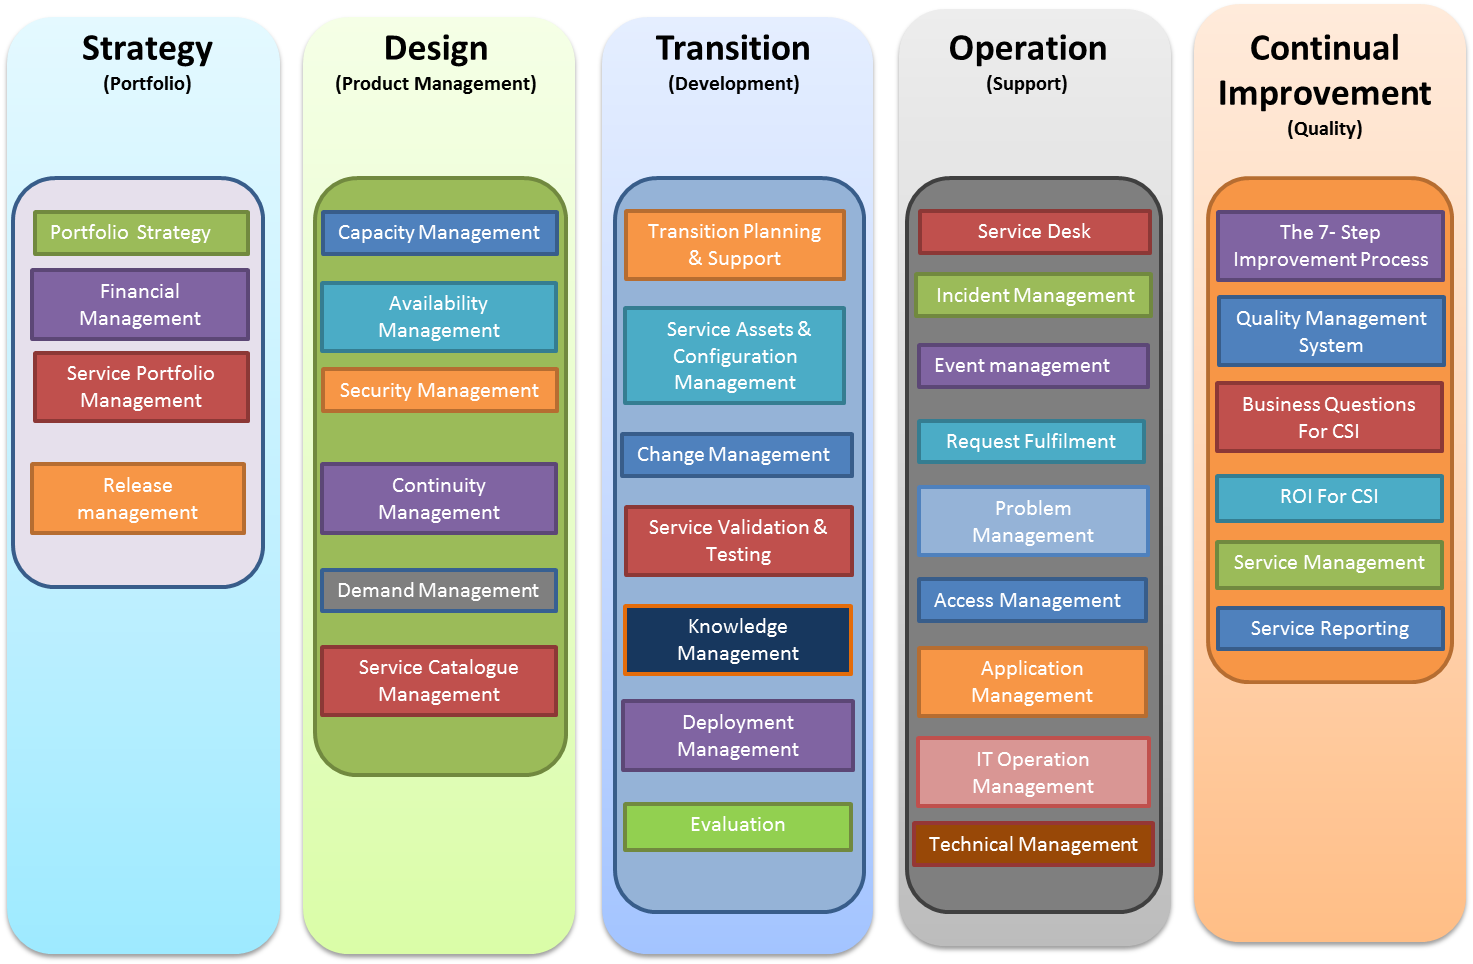 Strategy
(Portfolio)
Portfolio Strategy
Financial
Management
Service Portfolio
Management
Release
management
Design
(Product Management)
Capacity Management
Availability
Management
Security Management
Continuity
Management
Demand Management
Service Catalogue
Management
Transition
(Development)
Transition Planning
& Support
Service Assets &
Configuration
Management
Change Management
Service Validation &
Testing
Knowledge
Management
Deployment
Management
Evaluation
Operation
(Support)
Service Desk
Incident Management
Event management
Request Fulfilment
Problem
Management
Access Management
Application
Management
IT Operation
Management
Technical Management
Continual
Improvement
(Quality)
The 7- Step
Improvement Process
Quality Management
System
Business Questions
For CSI
ROI For CSI
Service Management
Service Reporting